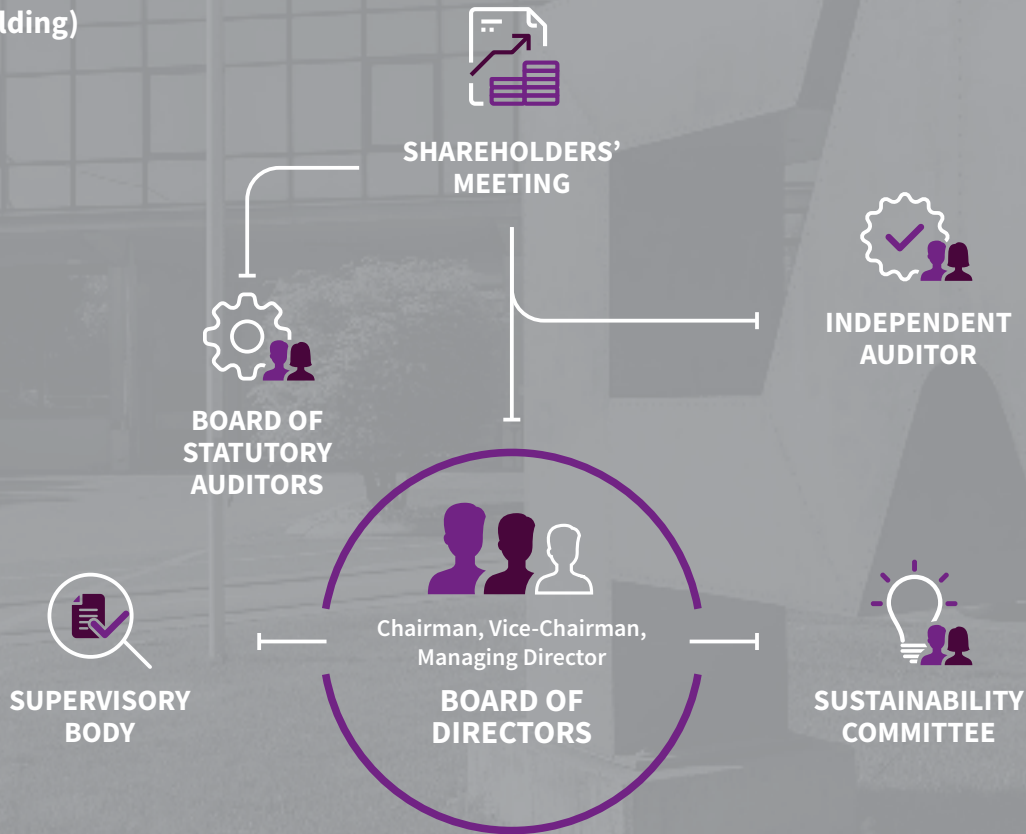 SHAREHOLDERS'
MEETING
INDEPENDENT
AUDITOR
BOARD OF
STATUTORY
AUDITORS
Chairman, Vice-Chairman,
Managing Director
BOARD OF
DIRECTORS
SUPERVISORY
BODY
SUSTAINABILITY
COMMITTEE